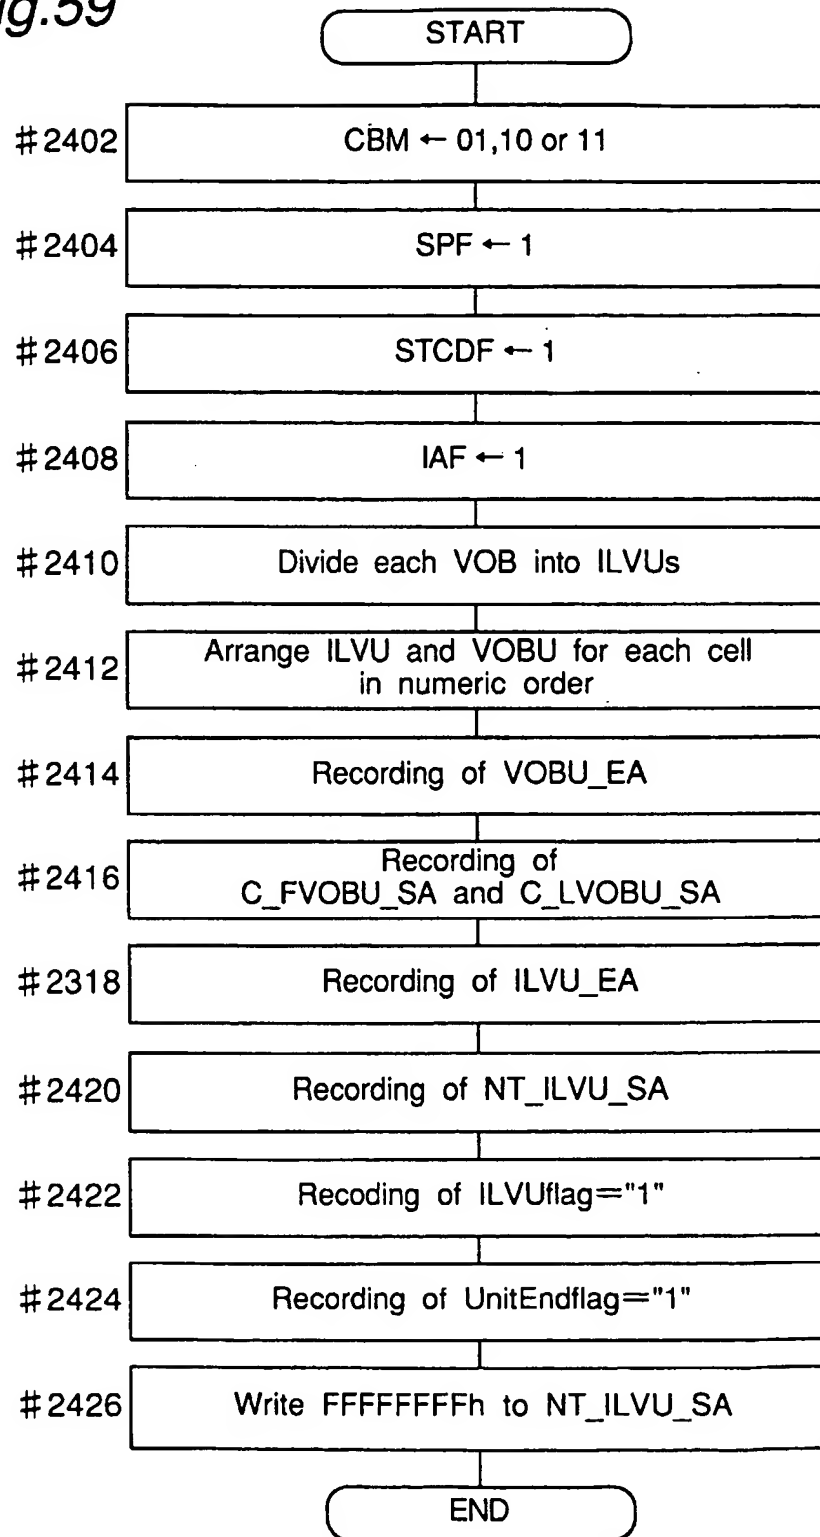 ig.59
START
#2402 CBM ← 01,10 or 11
#2404 SPF ← 1
#2406 STCDF ← 1
#2408 IAF ← 1
#2410 Divide each VOB into ILVUs
#2412 Arrange ILVU and VOBU for each cell
in numeric order
#2414 Recording of VOBU_EA
#2416 Recording of
C_FVOBU_SA and C_LVOBU_SA
#2318 Recording of ILVU_EA
#2420 Recording of NT_ILVU_SA
#2422 Recoding of ILVUflag="1"
#2424 Recording of UnitEndflag="1"
#2426 Write FFFFFFFFh to NT_ILVU_SA
END